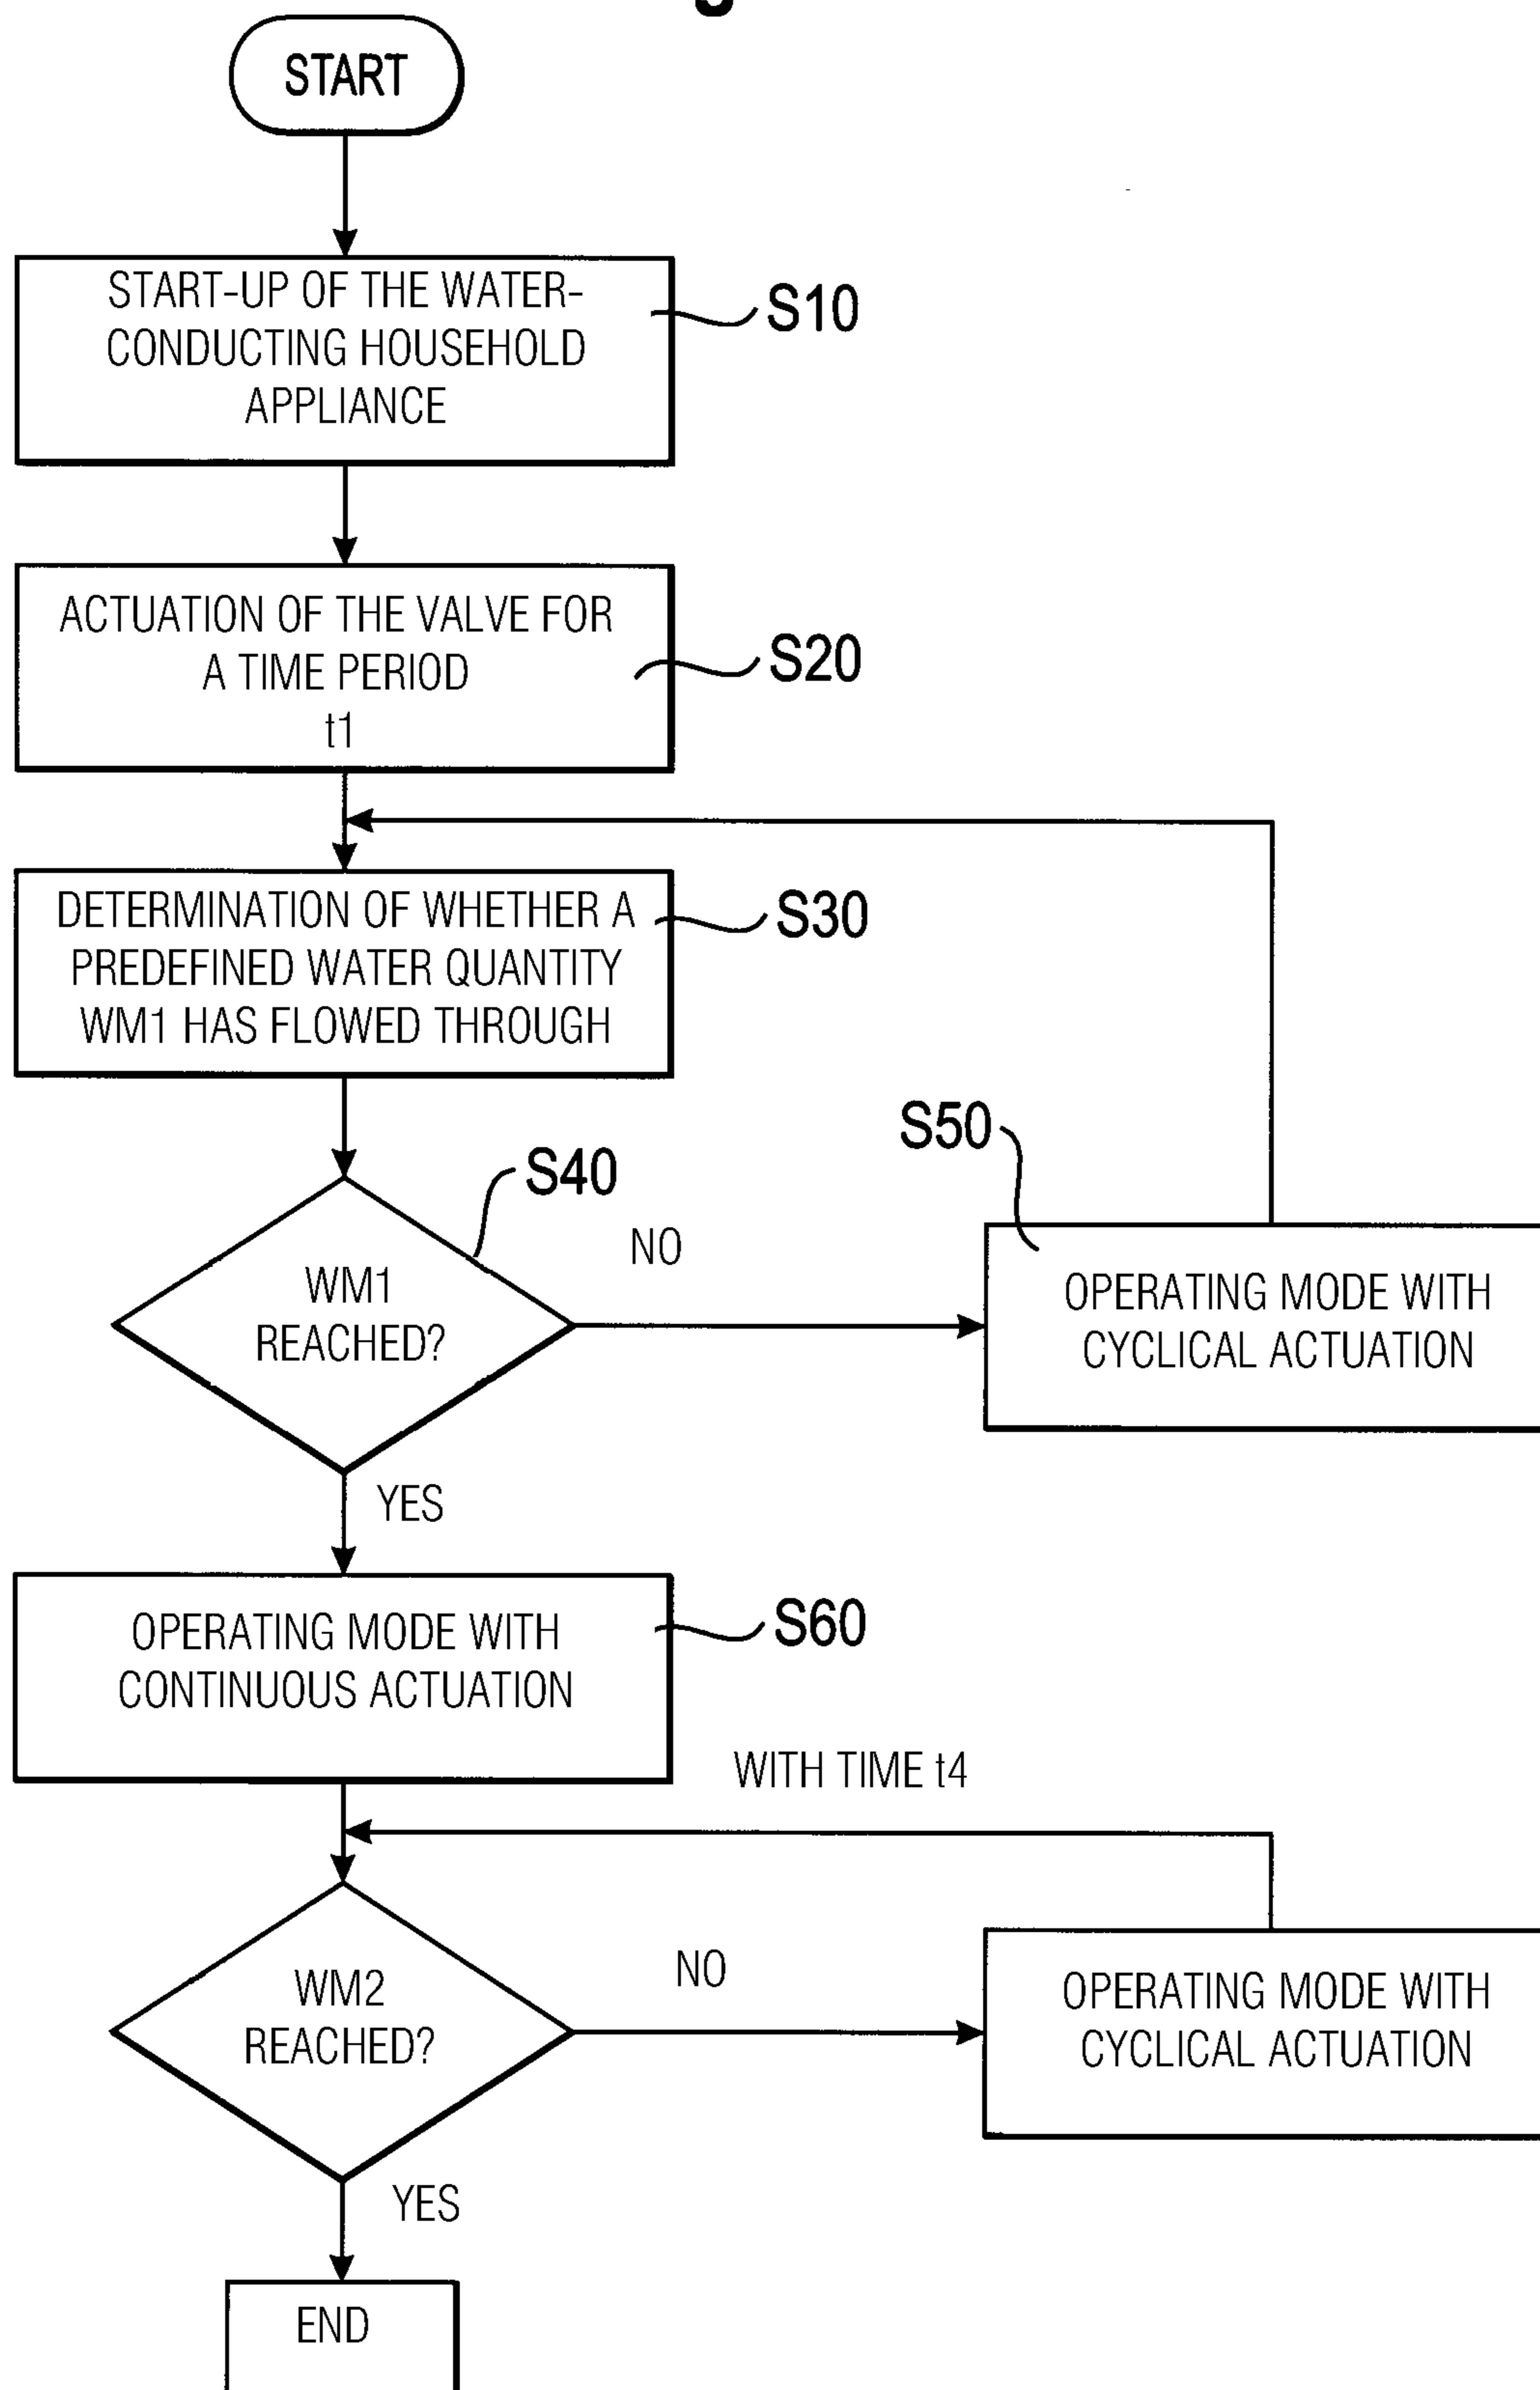 START
START-UP OF THE WATER-
CONDUCTING HOUSEHOLD
APPLIANCE
S10
ACTUATION OF THE VALVE FOR
A TIME PERIOD
t1
S20
DETERMINATION OF WHETHER A
PREDEFINED WATER QUANTITY
WM1 HAS FLOWED THROUGH
S30
S40
WM1
REACHED?
NO
S50
OPERATING MODE WITH
CYCLICAL ACTUATION
YES
OPERATING MODE WITH
CONTINUOUS ACTUATION
S60
WITH TIME t4
WM2
REACHED?
NO
OPERATING MODE WITH
CYCLICAL ACTUATION
YES
END